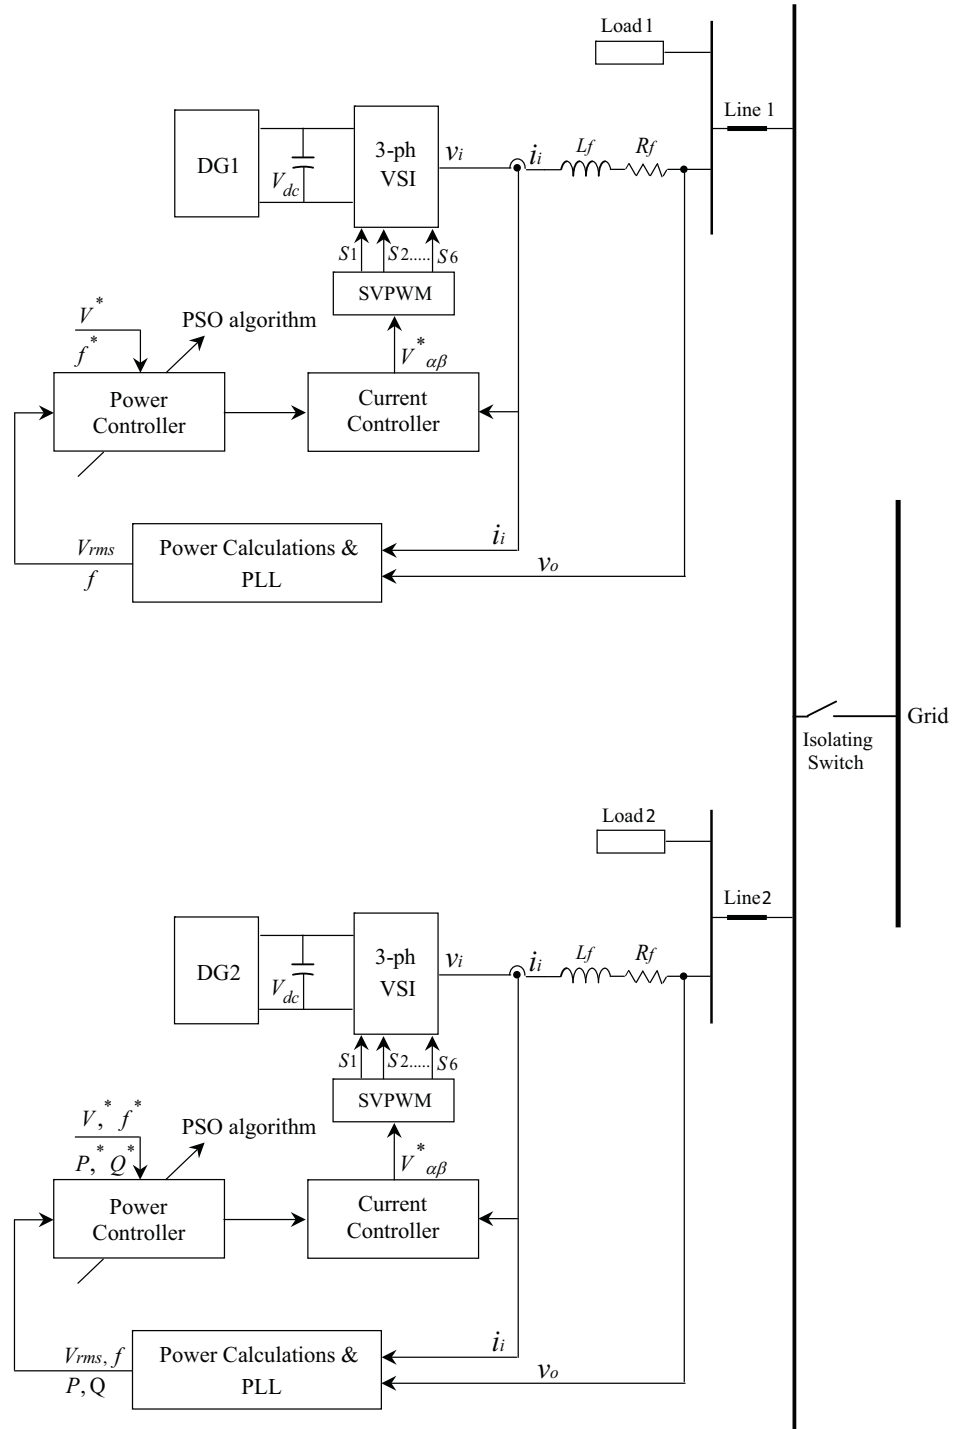 Load 1
Line 1
DG1
Vdc
3-ph
VSI
vi
ii
Lf
Rf
S1
S2.....
S6
SVPWM
V*
f*
PSO algorithm
V*αβ
Power
Controller
Current
Controller
Vrms
f
Power Calculations &
PLL
ii
vo
Grid
Isolating
Switch
Load 2
Line 2
DG2
Vdc
3-ph
VSI
vi
ii
Lf
Rf
S1
S2.....
S6
SVPWM
V,* f*
P,* Q*
PSO algorithm
V*αβ
Power
Controller
Current
Controller
Vrms, f
P, Q
Power Calculations &
PLL
ii
vo